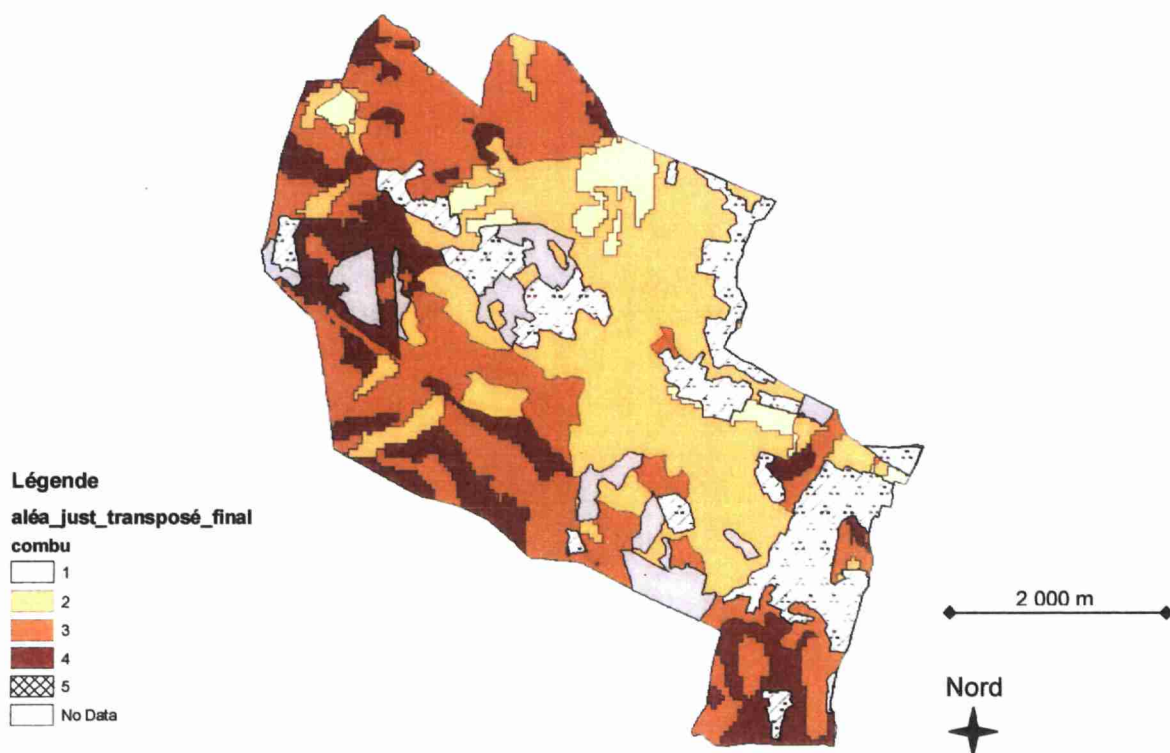 Légende
aléa_just_transposé_final
combu
1
2
3
4
5
No Data
2 000 m
Nord